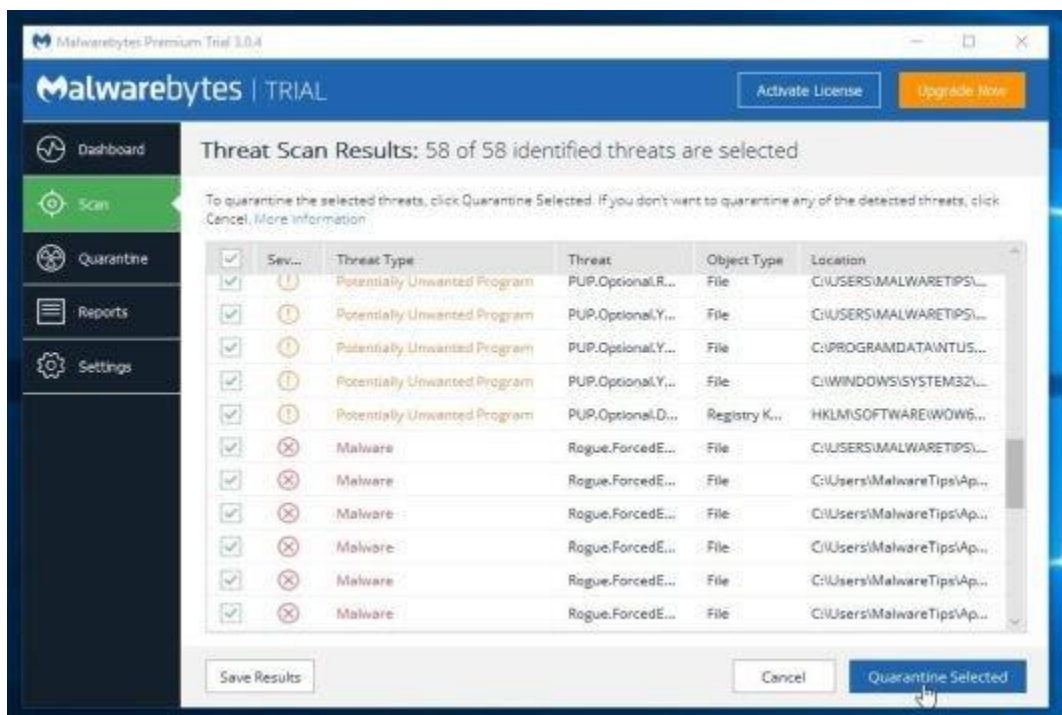 Malwarebytes Premium Trial 3.0.4
Malwarebytes | TRIAL
Activate License
Upgrade Now
Dashboard
Scan
Quarantine
Reports
Settings
Threat Scan Results: 58 of 58 identified threats are selected
To quarantine the selected threats, click Quarantine Selected. If you don't want to quarantine any of the detected threats, click
Cancel. More Information
Sev... Threat Type Threat Object Type Location
Potentially Unwanted Program PUP.Optional.R... File C:\USERS\MALWARETIPS\...
Potentially Unwanted Program PUP.Optional.Y... File C:\USERS\MALWARETIPS\...
Potentially Unwanted Program PUP.Optional.Y... File C:\PROGRAMDATA\NTUS...
Potentially Unwanted Program PUP.Optional.Y... File C:\WINDOWS\SYSTEM32\...
Potentially Unwanted Program PUP.Optional.D... Registry K... HKLM\SOFTWARE\WOW6...
Malware Rogue.ForcedE... File C:\USERS\MALWARETIPS\...
Malware Rogue.ForcedE... File C:\Users\MalwareTips\Ap...
Malware Rogue.ForcedE... File C:\Users\MalwareTips\Ap...
Malware Rogue.ForcedE... File C:\Users\MalwareTips\Ap...
Malware Rogue.ForcedE... File C:\Users\MalwareTips\Ap...
Malware Rogue.ForcedE... File C:\Users\MalwareTips\Ap...
Save Results
Cancel
Quarantine Selected